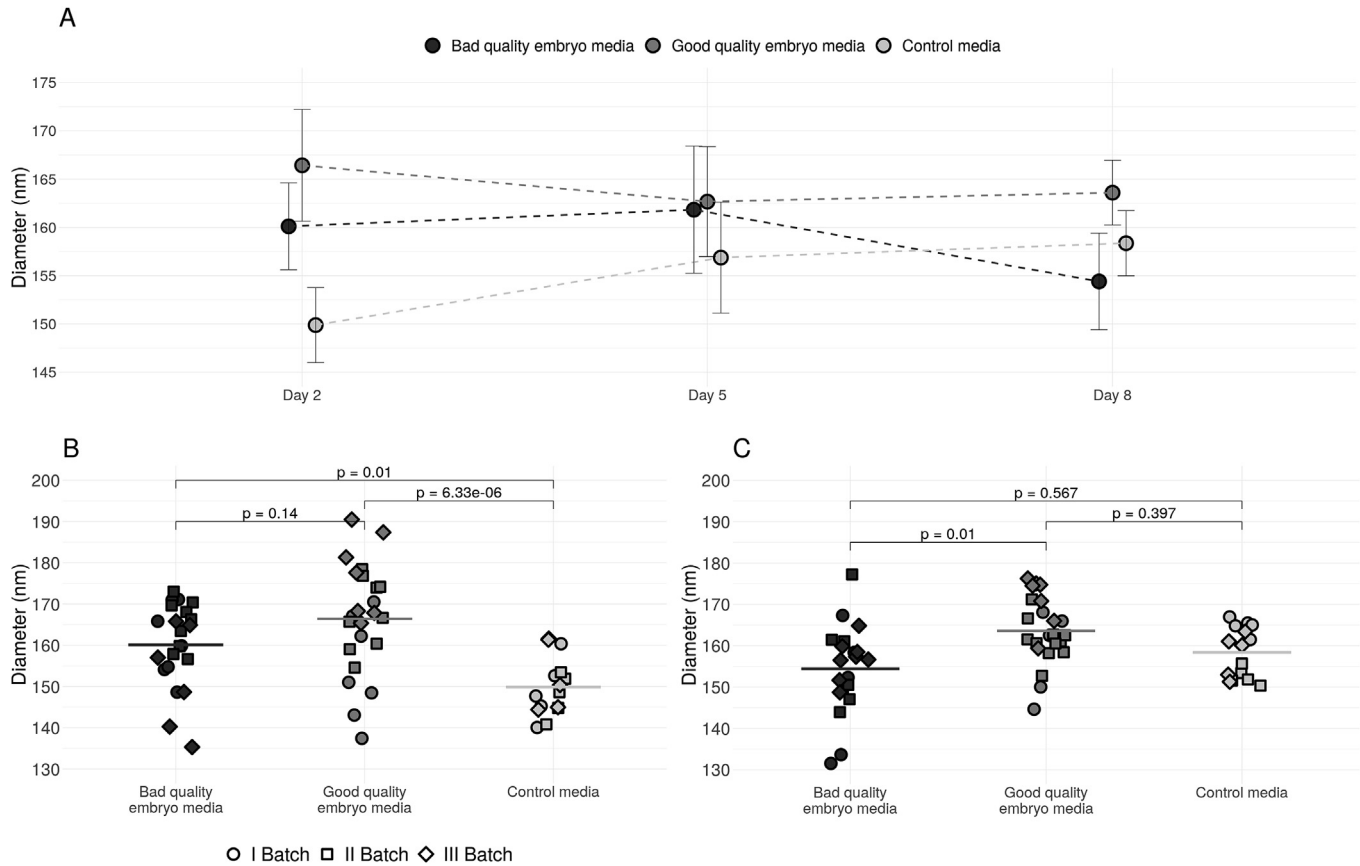 A
Bad quality embryo media Good quality embryo media Control media
175
170
165
160
155
150
145
Diameter (nm)
Day 2 Day 5 Day 8
B
200
190
180
170
160
150
140
130
Diameter (nm)
p = 0.01
p = 6.33e-06
p = 0.14
Bad quality
embryo media
Good quality
embryo media
Control media
I Batch II Batch III Batch
C
200
190
180
170
160
150
140
130
Diameter (nm)
p = 0.567
p = 0.397
p = 0.01
Bad quality
embryo media
Good quality
embryo media
Control media